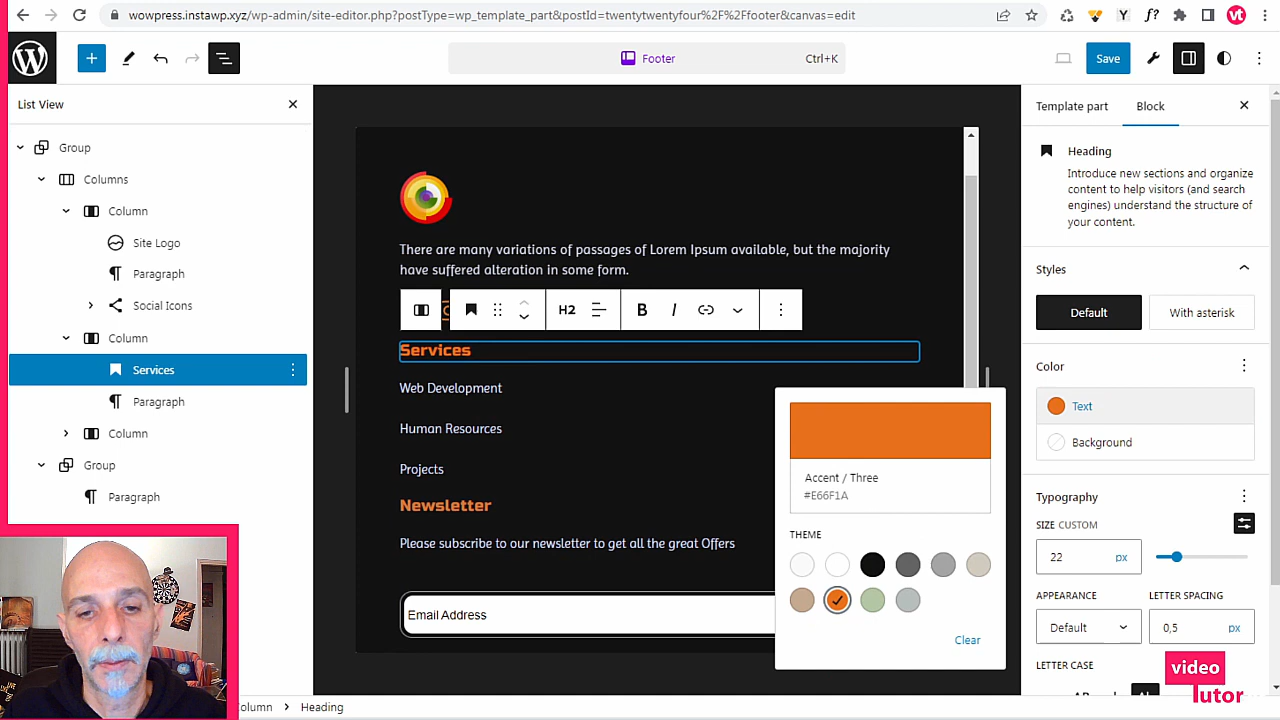 wowpress.instawp.xyz/wp-admin/site-editor.php?postType=wp_template_part&postId=twentytwentyfour%2F%2Ffooter&canvas=edit
Y
f?
vt
Footer
Ctrl+K
Save
List View
Group
Columns
Column
Site Logo
Paragraph
Social Icons
Column
Services
Paragraph
Column
Group
Paragraph
There are many variations of passages of Lorem Ipsum available, but the majority
have suffered alteration in some form.
H2
B
I
Services
Web Development
Human Resources
Projects
Newsletter
Please subscribe to our newsletter to get all the great Offers
Email Address
Accent / Three
#E66F1A
THEME
Clear
Template part
Block
Heading
Introduce new sections and organize
content to help visitors (and search
engines) understand the structure of
your content.
Styles
Default
With asterisk
Color
Text
Background
Typography
SIZE CUSTOM
22
px
APPEARANCE
LETTER SPACING
Default
0,5
px
LETTER CASE
video
tutor
olumn
Heading